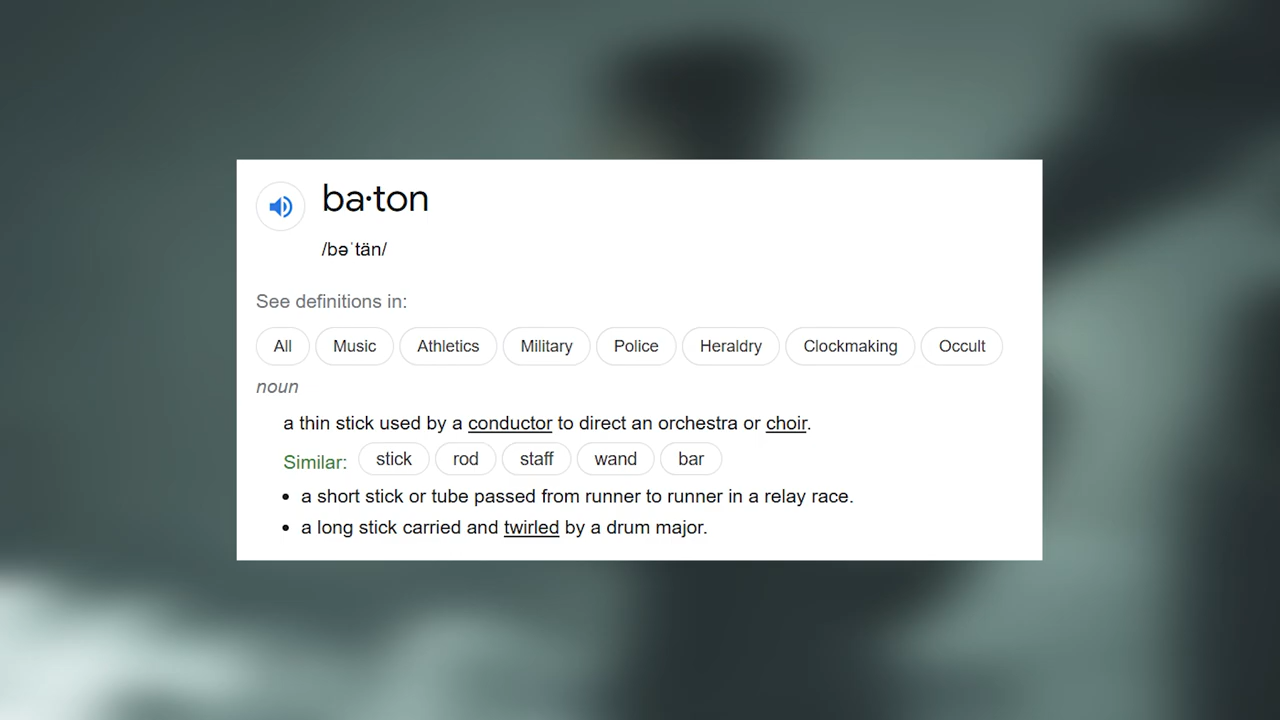 ba·ton
/bəˈtän/
See definitions in:
All Music Athletics Military Police Heraldry Clockmaking Occult
noun
a thin stick used by a conductor to direct an orchestra or choir.
Similar: stick rod staff wand bar
• a short stick or tube passed from runner to runner in a relay race.
• a long stick carried and twirled by a drum major.